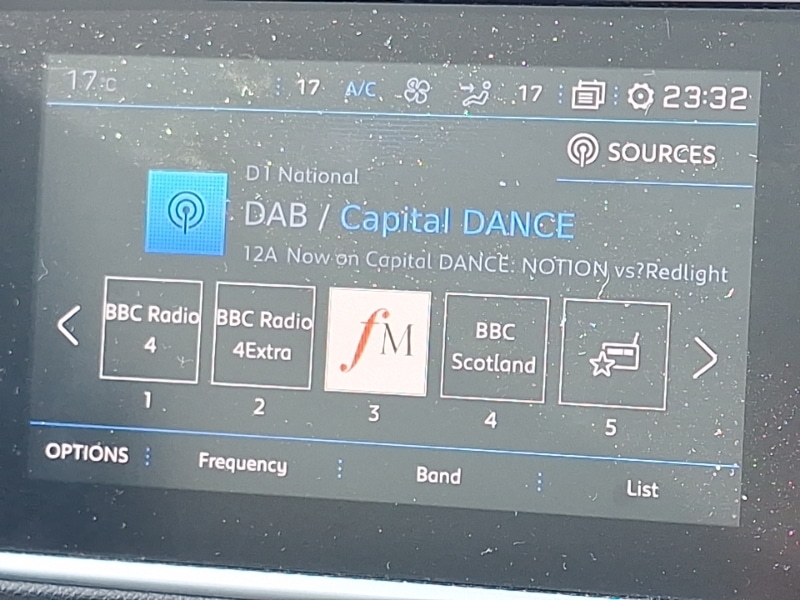 17°C 17 A/C 17 23:32
SOURCES
D1 National
DAB / Capital DANCE
12A Now on Capital DANCE: NOTION vs?Redlight
BBC Radio
4
BBC Radio
4Extra
fM
BBC
Scotland
1 2 3 4 5
OPTIONS Frequency Band List